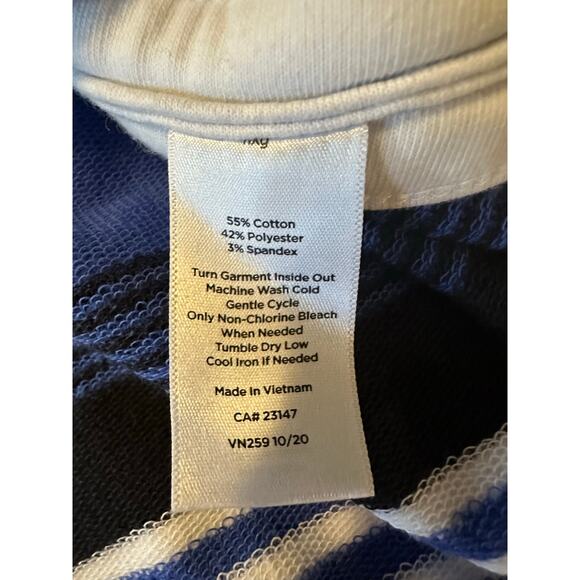 55% Cotton
42% Polyester
3% Spandex
Turn Garment Inside Out
Machine Wash Cold
Gentle Cycle
Only Non-Chlorine Bleach
When Needed
Tumble Dry Low
Cool Iron if Needed
Made in Vietnam
CA# 23147
VN259 10/20